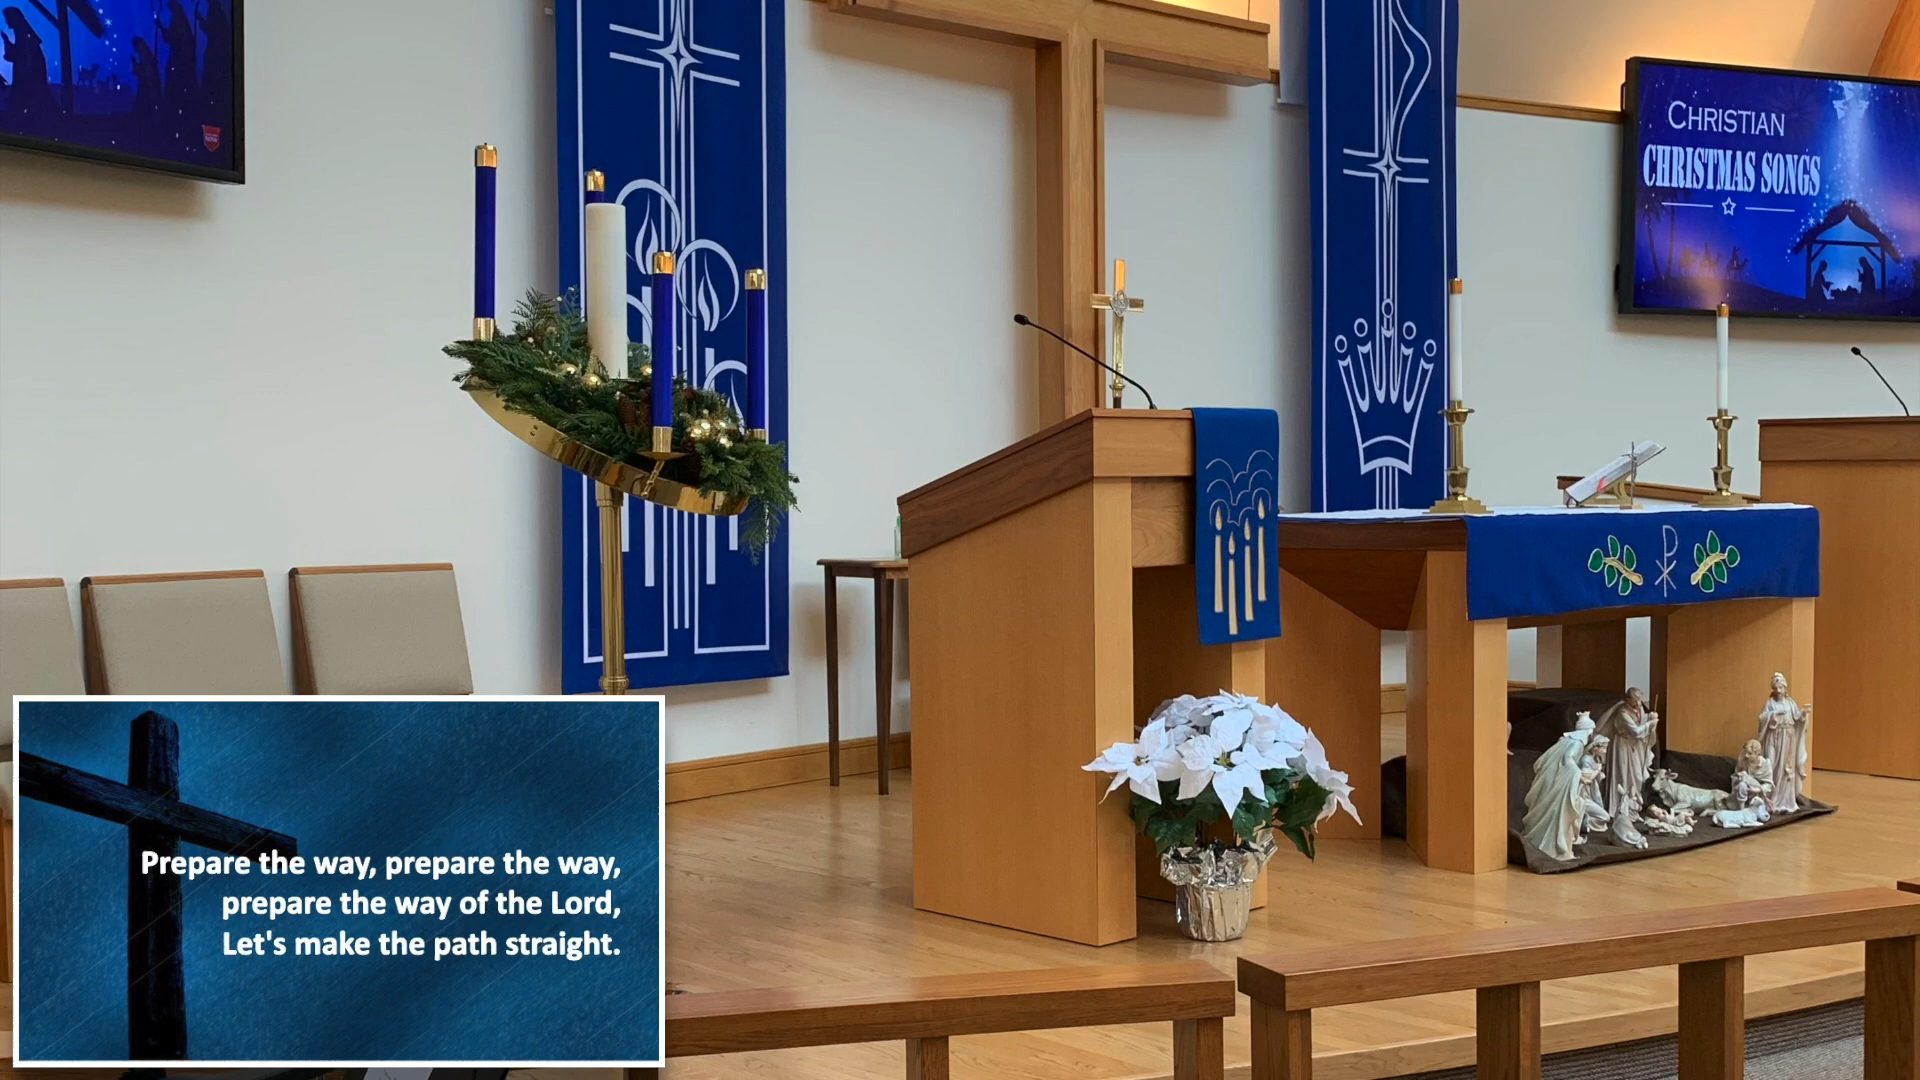 CHRISTIAN
CHRISTMAS SONGS
Prepare the way, prepare the way,
prepare the way of the Lord,
Let's make the path straight.